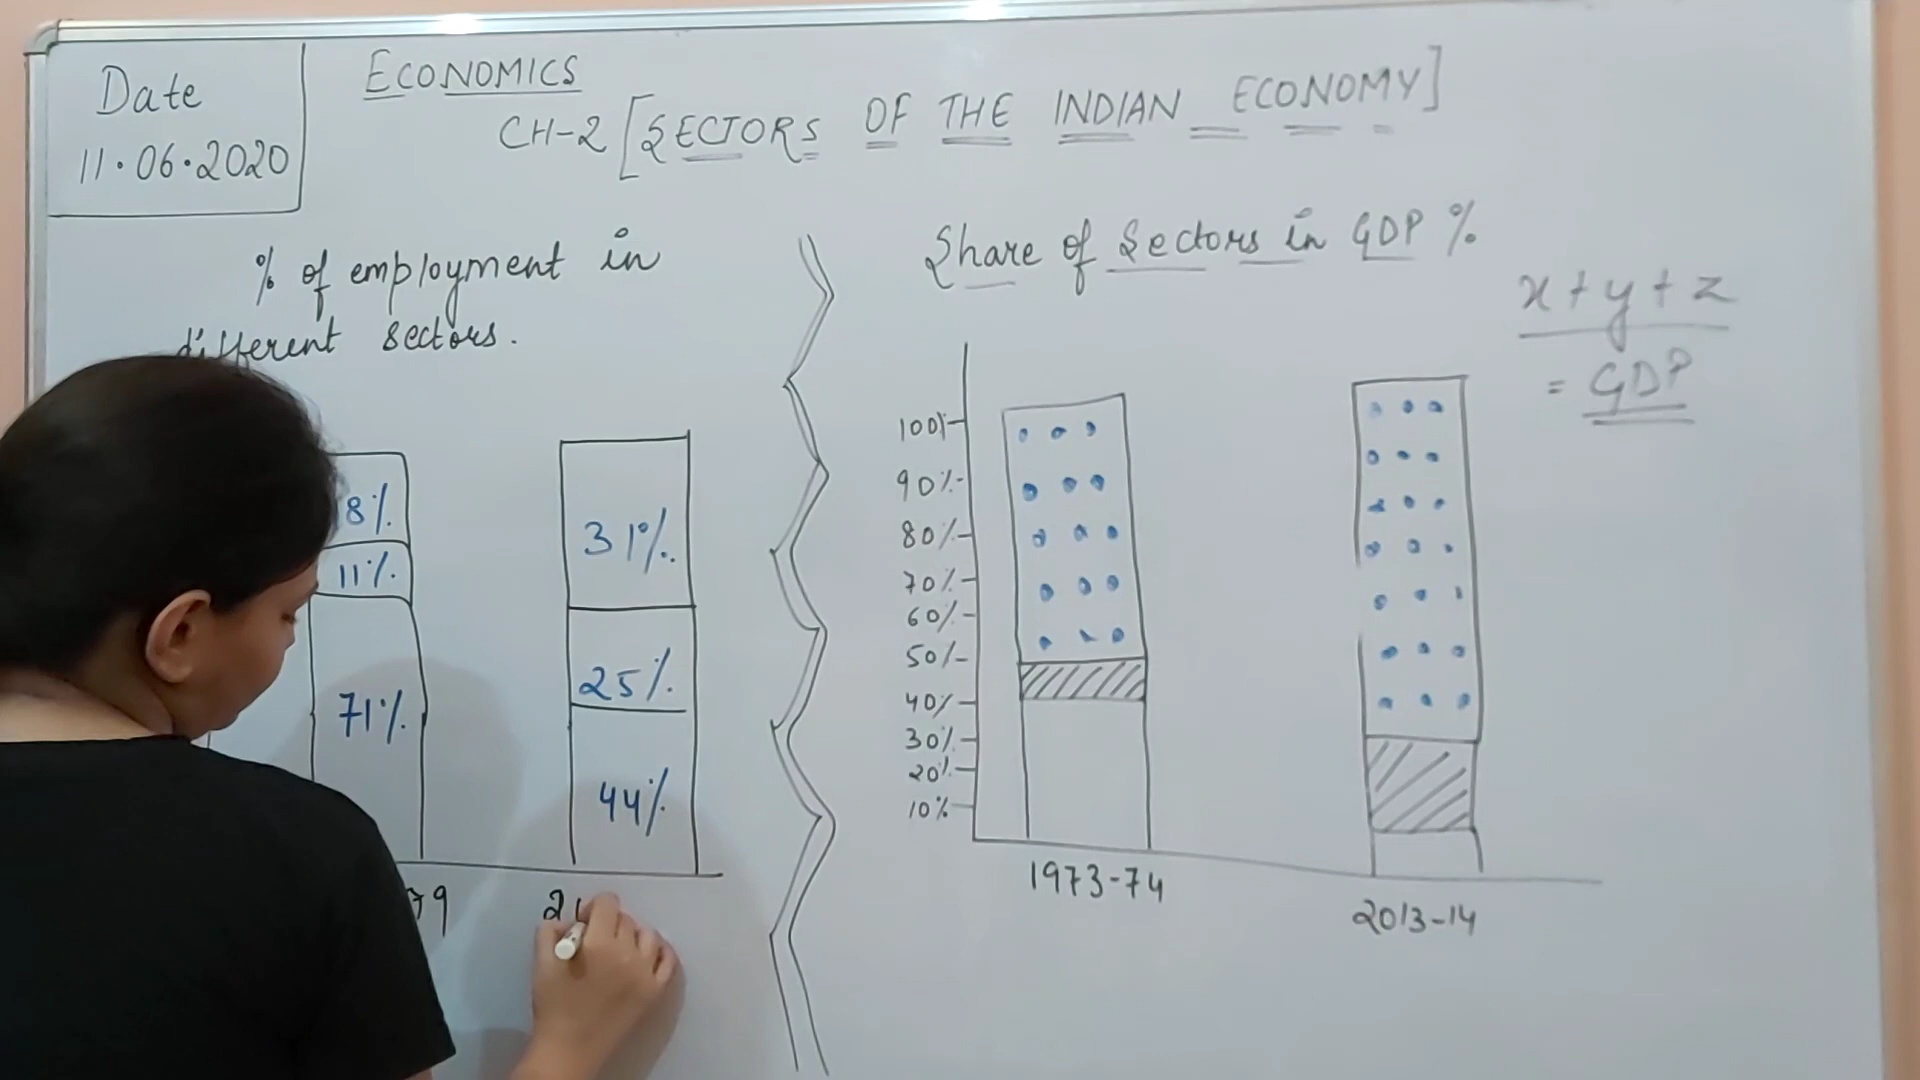 Date
11.06.2020
ECONOMICS
CH-2 [SECTORS OF THE INDIAN ECONOMY]
% of employment in
different sectors.
8%
11%
71%
31%
25%
44%
79
Share of Sectors in GDP %
x + y + z
= GDP
100%
90%
80%
70%
60%
50%
40%
30%
20%
10%
1973-74
2013-14